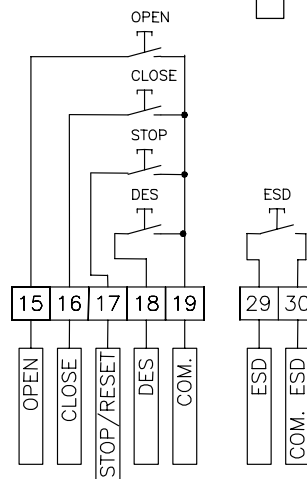 OPEN
CLOSE
STOP
DES
ESD
15 16 17 18 19 29 30
OPEN
CLOSE
STOP/RESET
DES
COM.
ESD
COM. ESD